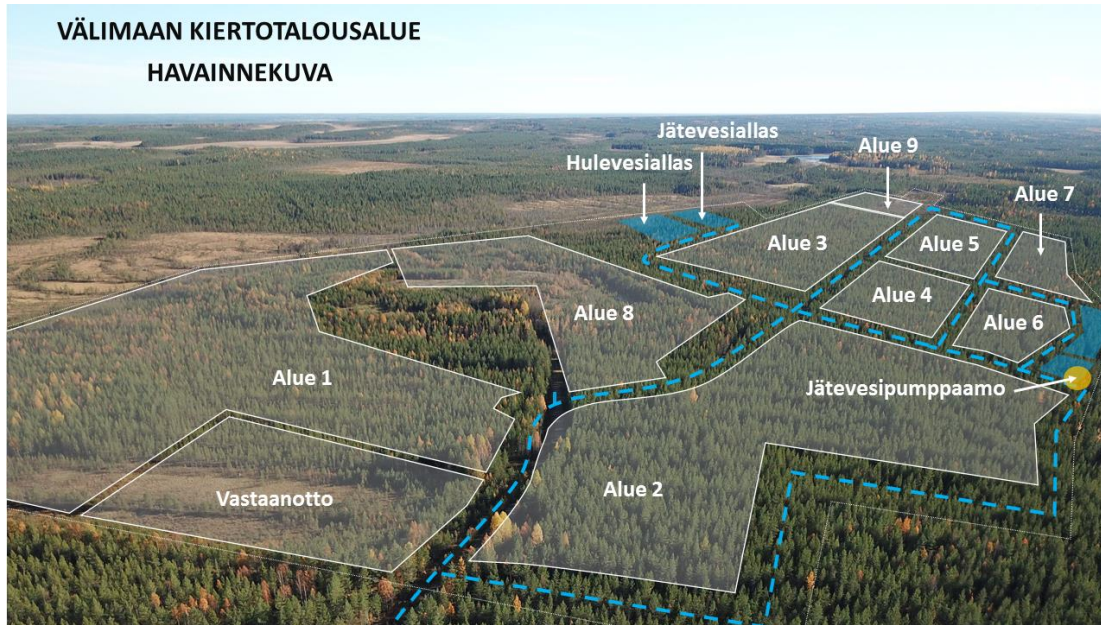 VÄLIMAAN KIERTOTALOUSALUE
HAVAINNEKUVA
Jätevesiallas
Hulevesiallas
Alue 9
Alue 7
Alue 3
Alue 5
Alue 4
Alue 8
Alue 6
Alue 1
Jätevesipumppaamo
Alue 2
Vastaanotto